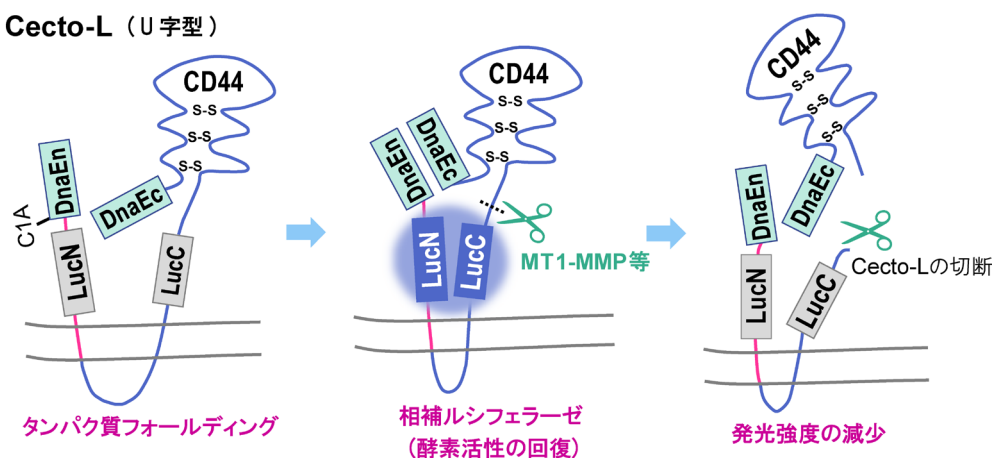 Cecto-L（U字型）
CD44
S-S
S-S
S-S
DnaEn
DnaEc
C1A
LucN
LucC
タンパク質フォールディング
CD44
S-S
S-S
S-S
DnaEn
DnaEc
LucN
LucC
MT1-MMP等
相補ルシフェラーゼ
（酵素活性の回復）
CD44
S-S
S-S
S-S
DnaEn
DnaEc
LucN
LucC
Cecto-Lの切断
発光強度の減少